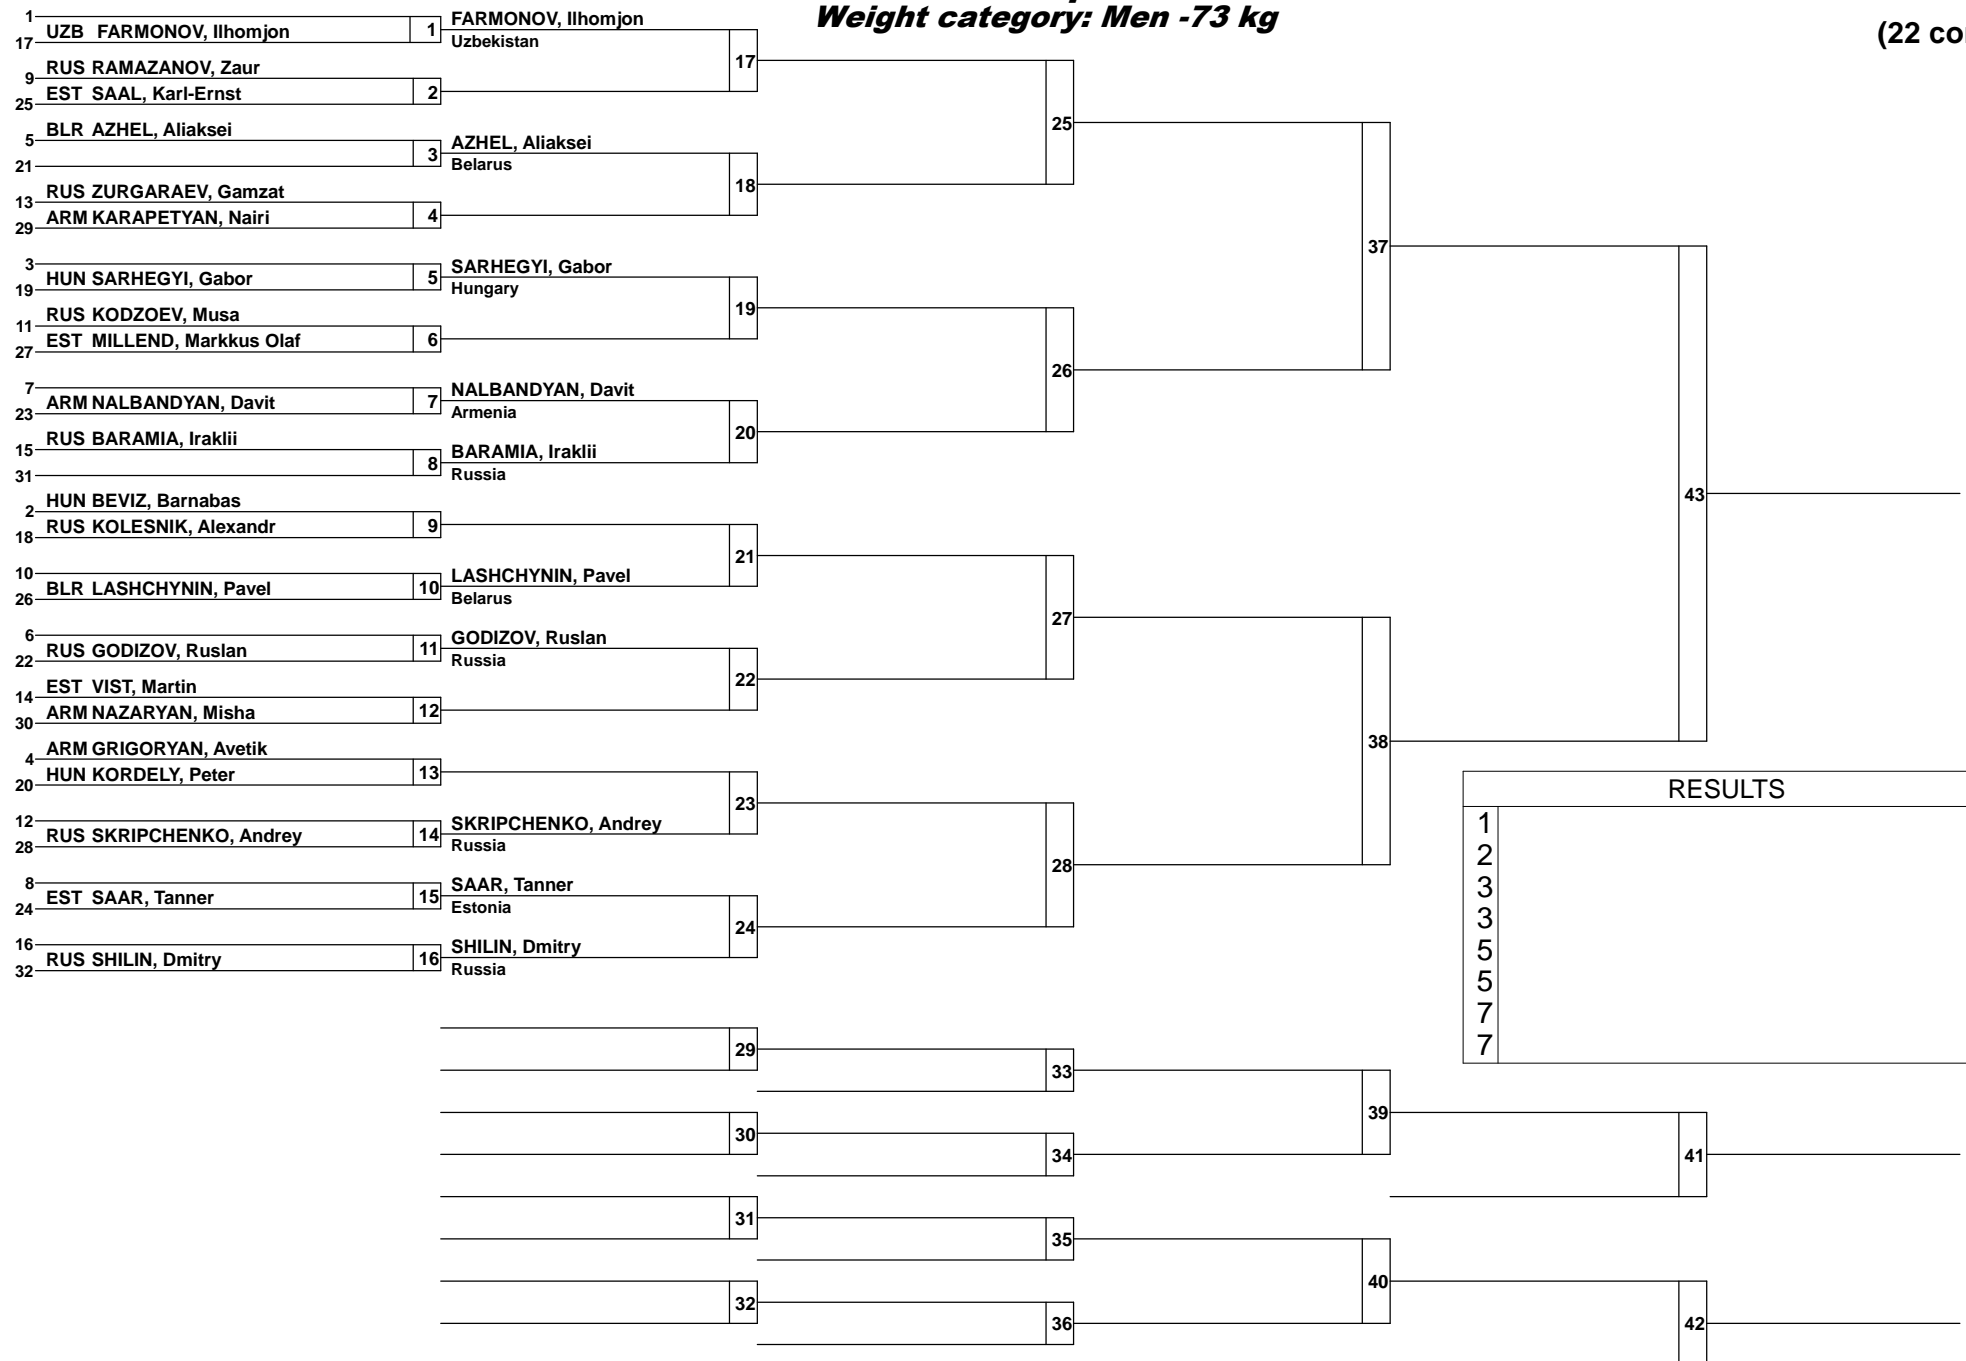 Weight category: Men -73 kg
(22 co
1
UZB FARMONOV, Ilhomjon
17
1
FARMONOV, Ilhomjon
Uzbekistan
17
RUS RAMAZANOV, Zaur
9
EST SAAL, Karl-Ernst
25
2
25
BLR AZHEL, Aliaksei
5
21
3
AZHEL, Aliaksei
Belarus
18
RUS ZURGARAEV, Gamzat
13
ARM KARAPETYAN, Nairi
29
4
37
3
HUN SARHEGYI, Gabor
19
5
SARHEGYI, Gabor
Hungary
19
RUS KODZOEV, Musa
11
EST MILLEND, Markkus Olaf
27
6
26
7
ARM NALBANDYAN, Davit
23
7
NALBANDYAN, Davit
Armenia
20
RUS BARAMIA, Iraklii
15
31
8
BARAMIA, Iraklii
Russia
43
HUN BEVIZ, Barnabas
2
RUS KOLESNIK, Alexandr
18
9
21
10
BLR LASHCHYNIN, Pavel
26
10
LASHCHYNIN, Pavel
Belarus
27
6
RUS GODIZOV, Ruslan
22
11
GODIZOV, Ruslan
Russia
22
EST VIST, Martin
14
ARM NAZARYAN, Misha
30
12
38
ARM GRIGORYAN, Avetik
4
HUN KORDELY, Peter
20
13
23
12
RUS SKRIPCHENKO, Andrey
28
14
SKRIPCHENKO, Andrey
Russia
28
8
EST SAAR, Tanner
24
15
SAAR, Tanner
Estonia
24
16
RUS SHILIN, Dmitry
32
16
SHILIN, Dmitry
Russia
RESULTS
1
2
3
3
5
5
7
7
29
33
39
30
34
41
31
35
40
32
36
42